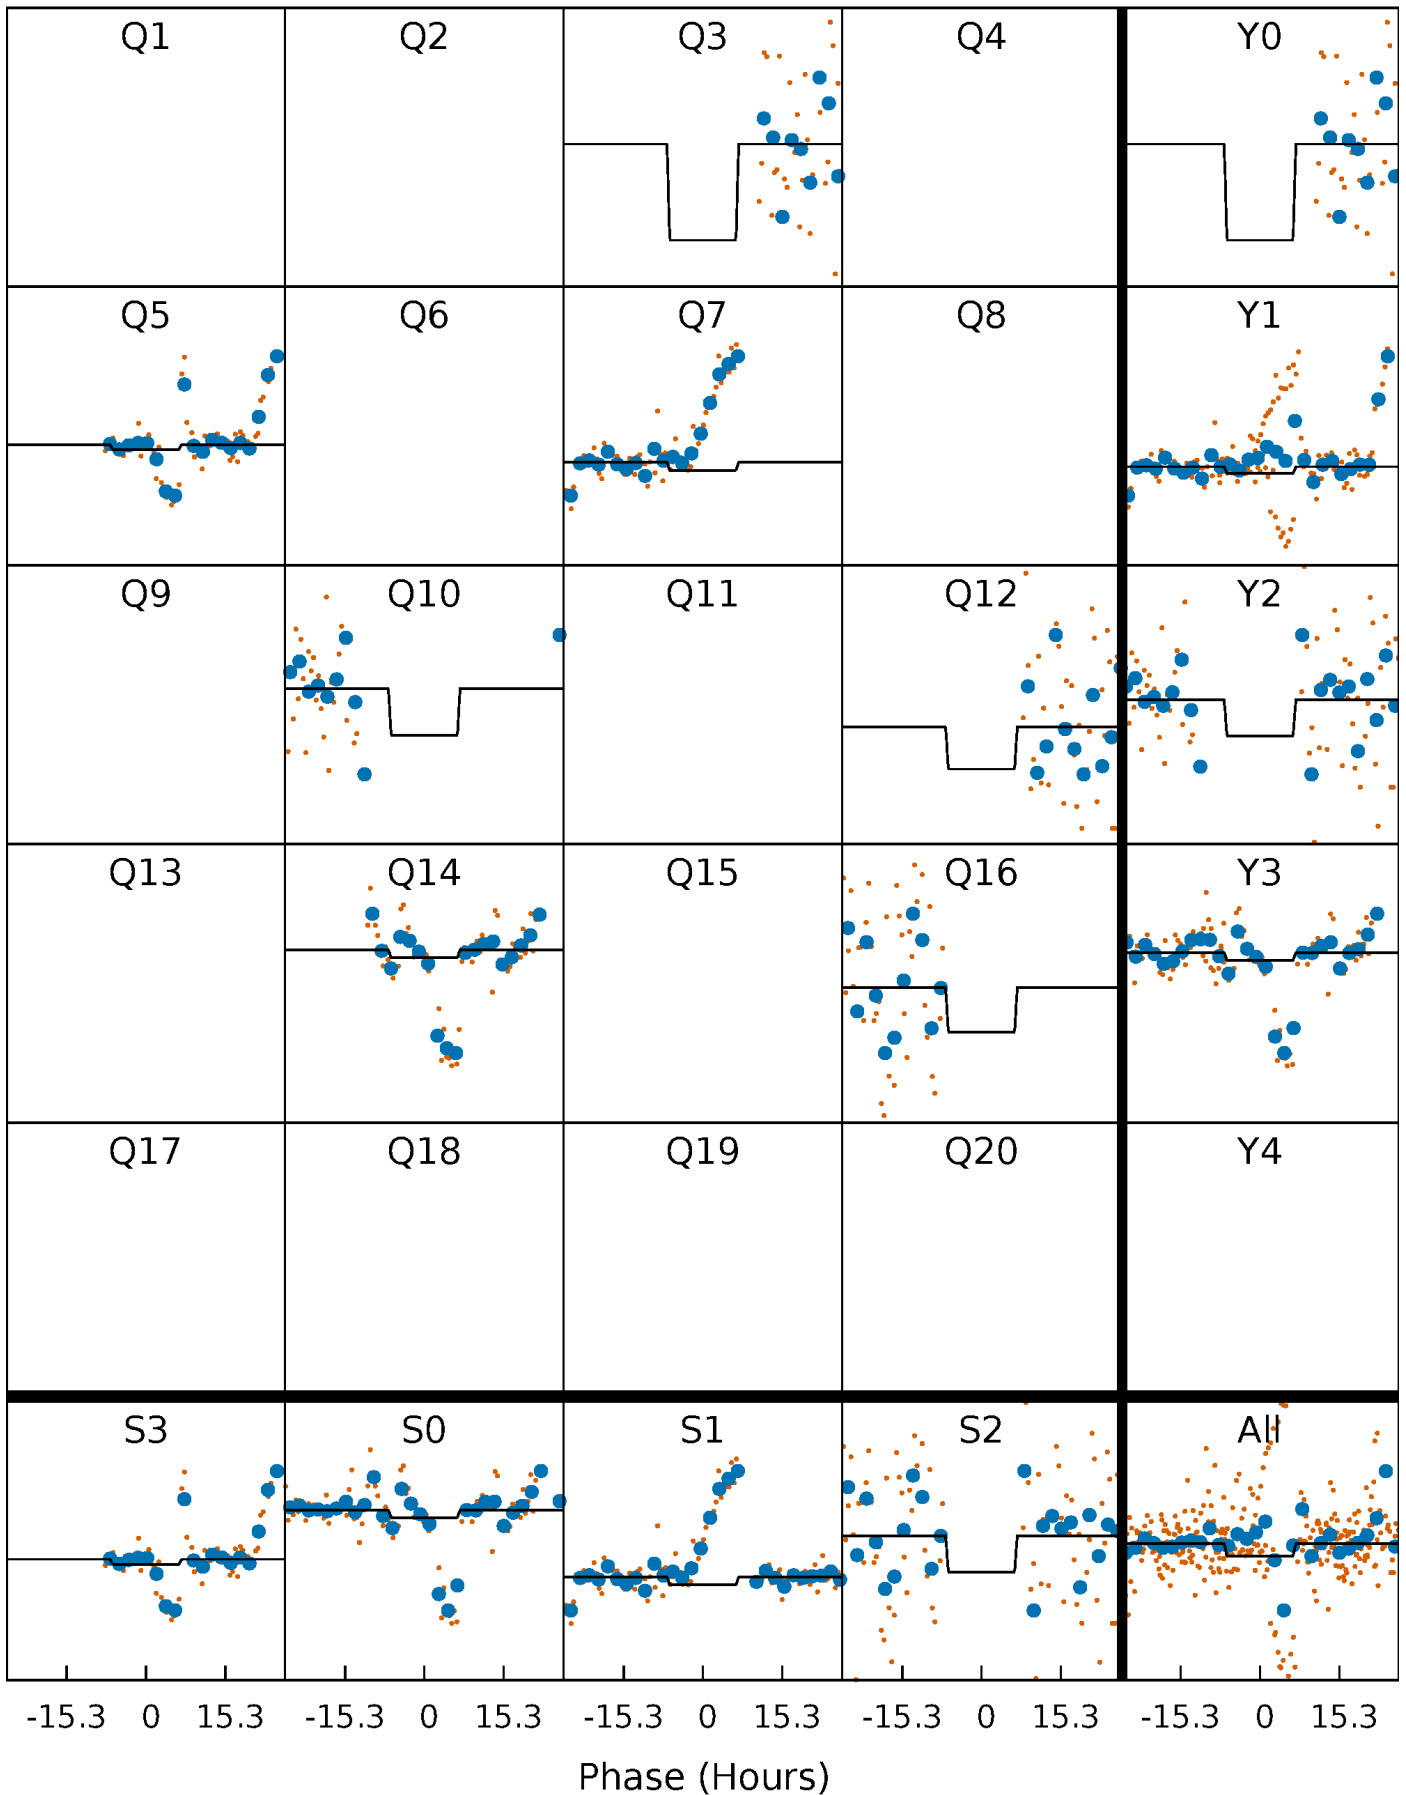 Q1 Q2 Q3 Q4 Y0
Q5 Q6 Q7 Q8 Y1
Q9 Q10 Q11 Q12 Y2
Q13 Q14 Q15 Q16 Y3
Q17 Q18 Q19 Q20 Y4
S3 S0 S1 S2 All
-15.3 0 15.3 -15.3 0 15.3 -15.3 0 15.3 -15.3 0 15.3 -15.3 0 15.3
Phase (Hours)